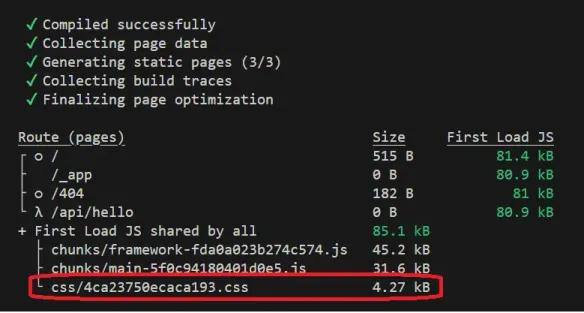 ✓ Compiled successfully
✓ Collecting page data
✓ Generating static pages (3/3)
✓ Collecting build traces
✓ Finalizing page optimization
Route (pages) Size First Load JS
┌ ○ / 515 B 81.4 kB
├ /_app 0 B 80.9 kB
├ ○ /404 182 B 81 kB
└ λ /api/hello 0 B 80.9 kB
+ First Load JS shared by all 85.1 kB
├ chunks/framework-fda0a023b274c574.js 45.2 kB
├ chunks/main-5f0c94180401d0e5.js 31.6 kB
└ css/4ca23750ecaca193.css 4.27 kB